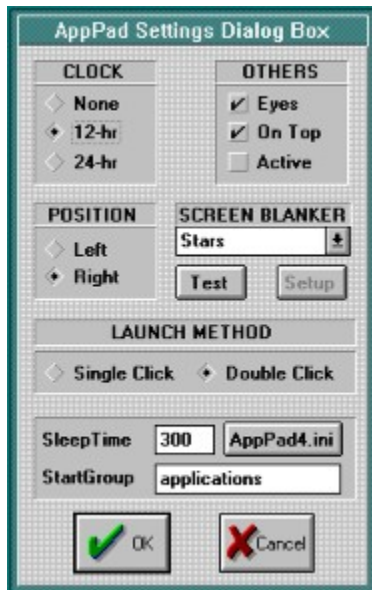 AppPad Settings Dialog Box
CLOCK
None
12-hr
24-hr
OTHERS
Eyes
On Top
Active
POSITION
Left
Right
SCREEN BLANKER
Stars
Test Setup
LAUNCH METHOD
Single Click Double Click
SleepTime 300 AppPad4.ini
StartGroup applications
OK Cancel